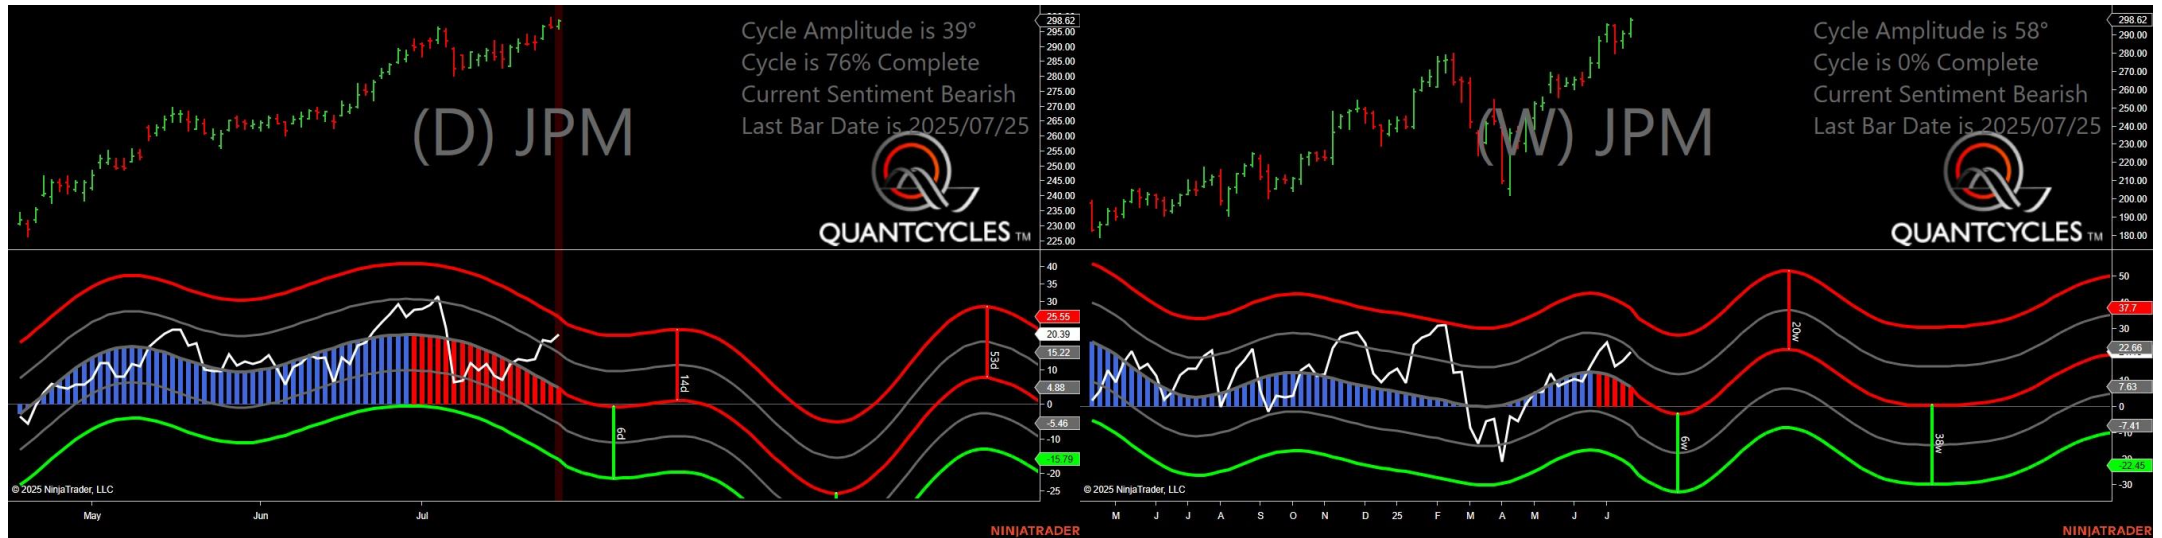 Cycle Amplitude is 39°
Cycle is 76% Complete
Current Sentiment Bearish
Last Bar Date is 2025/07/25
(D) JPM
QUANTCYCLES TM
298.62
295.00
290.00
285.00
280.00
275.00
270.00
265.00
260.00
255.00
250.00
245.00
240.00
235.00
230.00
225.00
40
35
30
25.55
20.39
15.22
10
4.88
0
-5.46
-10
-15.79
-20
-25
14d
53d
6d
© 2025 NinjaTrader, LLC
May Jun Jul
NINJATRADER
Cycle Amplitude is 58°
Cycle is 0% Complete
Current Sentiment Bearish
Last Bar Date is 2025/07/25
(W) JPM
QUANTCYCLES TM
298.62
290.00
280.00
270.00
260.00
250.00
240.00
230.00
220.00
210.00
200.00
190.00
180.00
50
37.7
30
22.66
7.63
0
-7.41
-22.45
-30
20w
6w
38w
© 2025 NinjaTrader, LLC
M J J A S O N D 25 F M A M J J
NINJATRADER